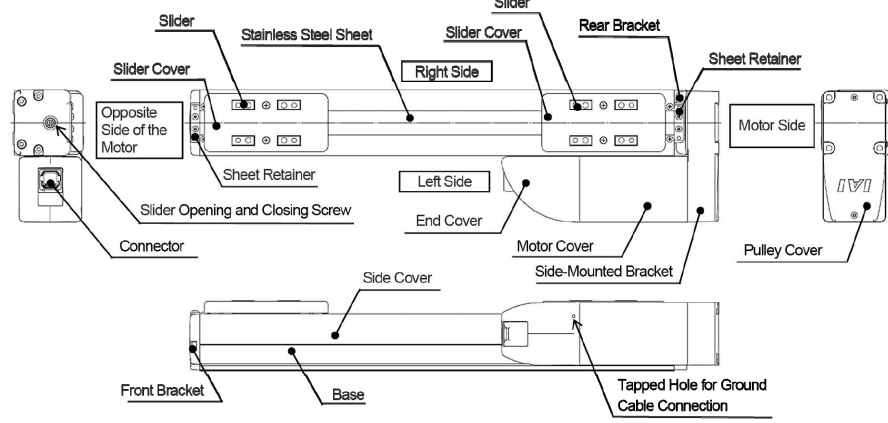 Slider
Slider
Stainless Steel Sheet
Slider Cover
Rear Bracket
Sheet Retainer
Slider Cover
Right Side
Opposite
Side of the
Motor
Motor Side
Sheet Retainer
Left Side
IAI
Slider Opening and Closing Screw
End Cover
Connector
Motor Cover
Pulley Cover
Side-Mounted Bracket
Side Cover
Front Bracket
Base
Tapped Hole for Ground
Cable Connection